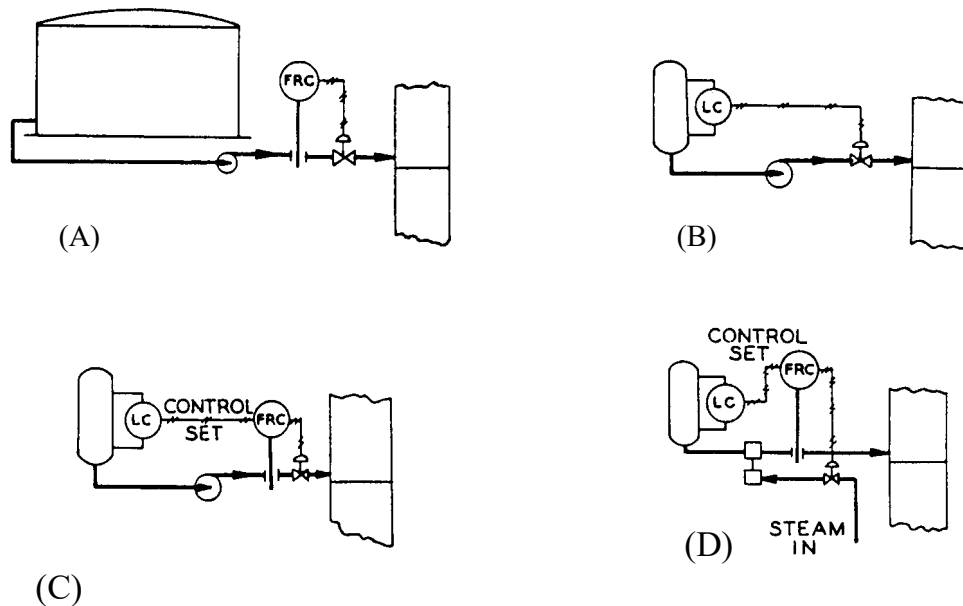 FRC
(A)
LC
(B)
LC
CONTROL
SET
FRC
(C)
CONTROL
SET
FRC
LC
STEAM
IN
(D)